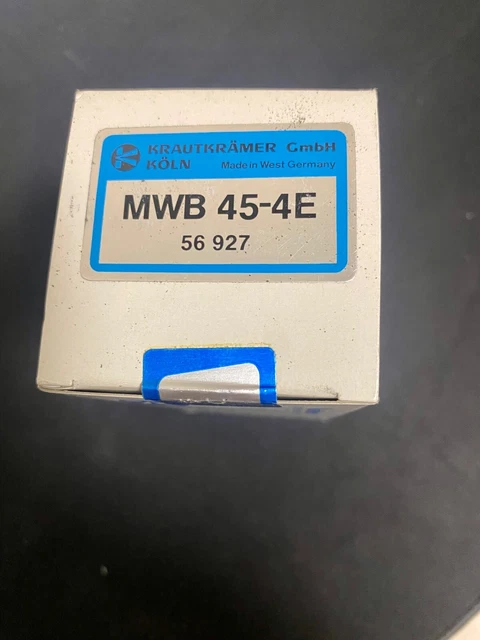 KRAUTKRÄMER GmbH
KÖLN Made in West Germany
MWB 45-4E
56 927